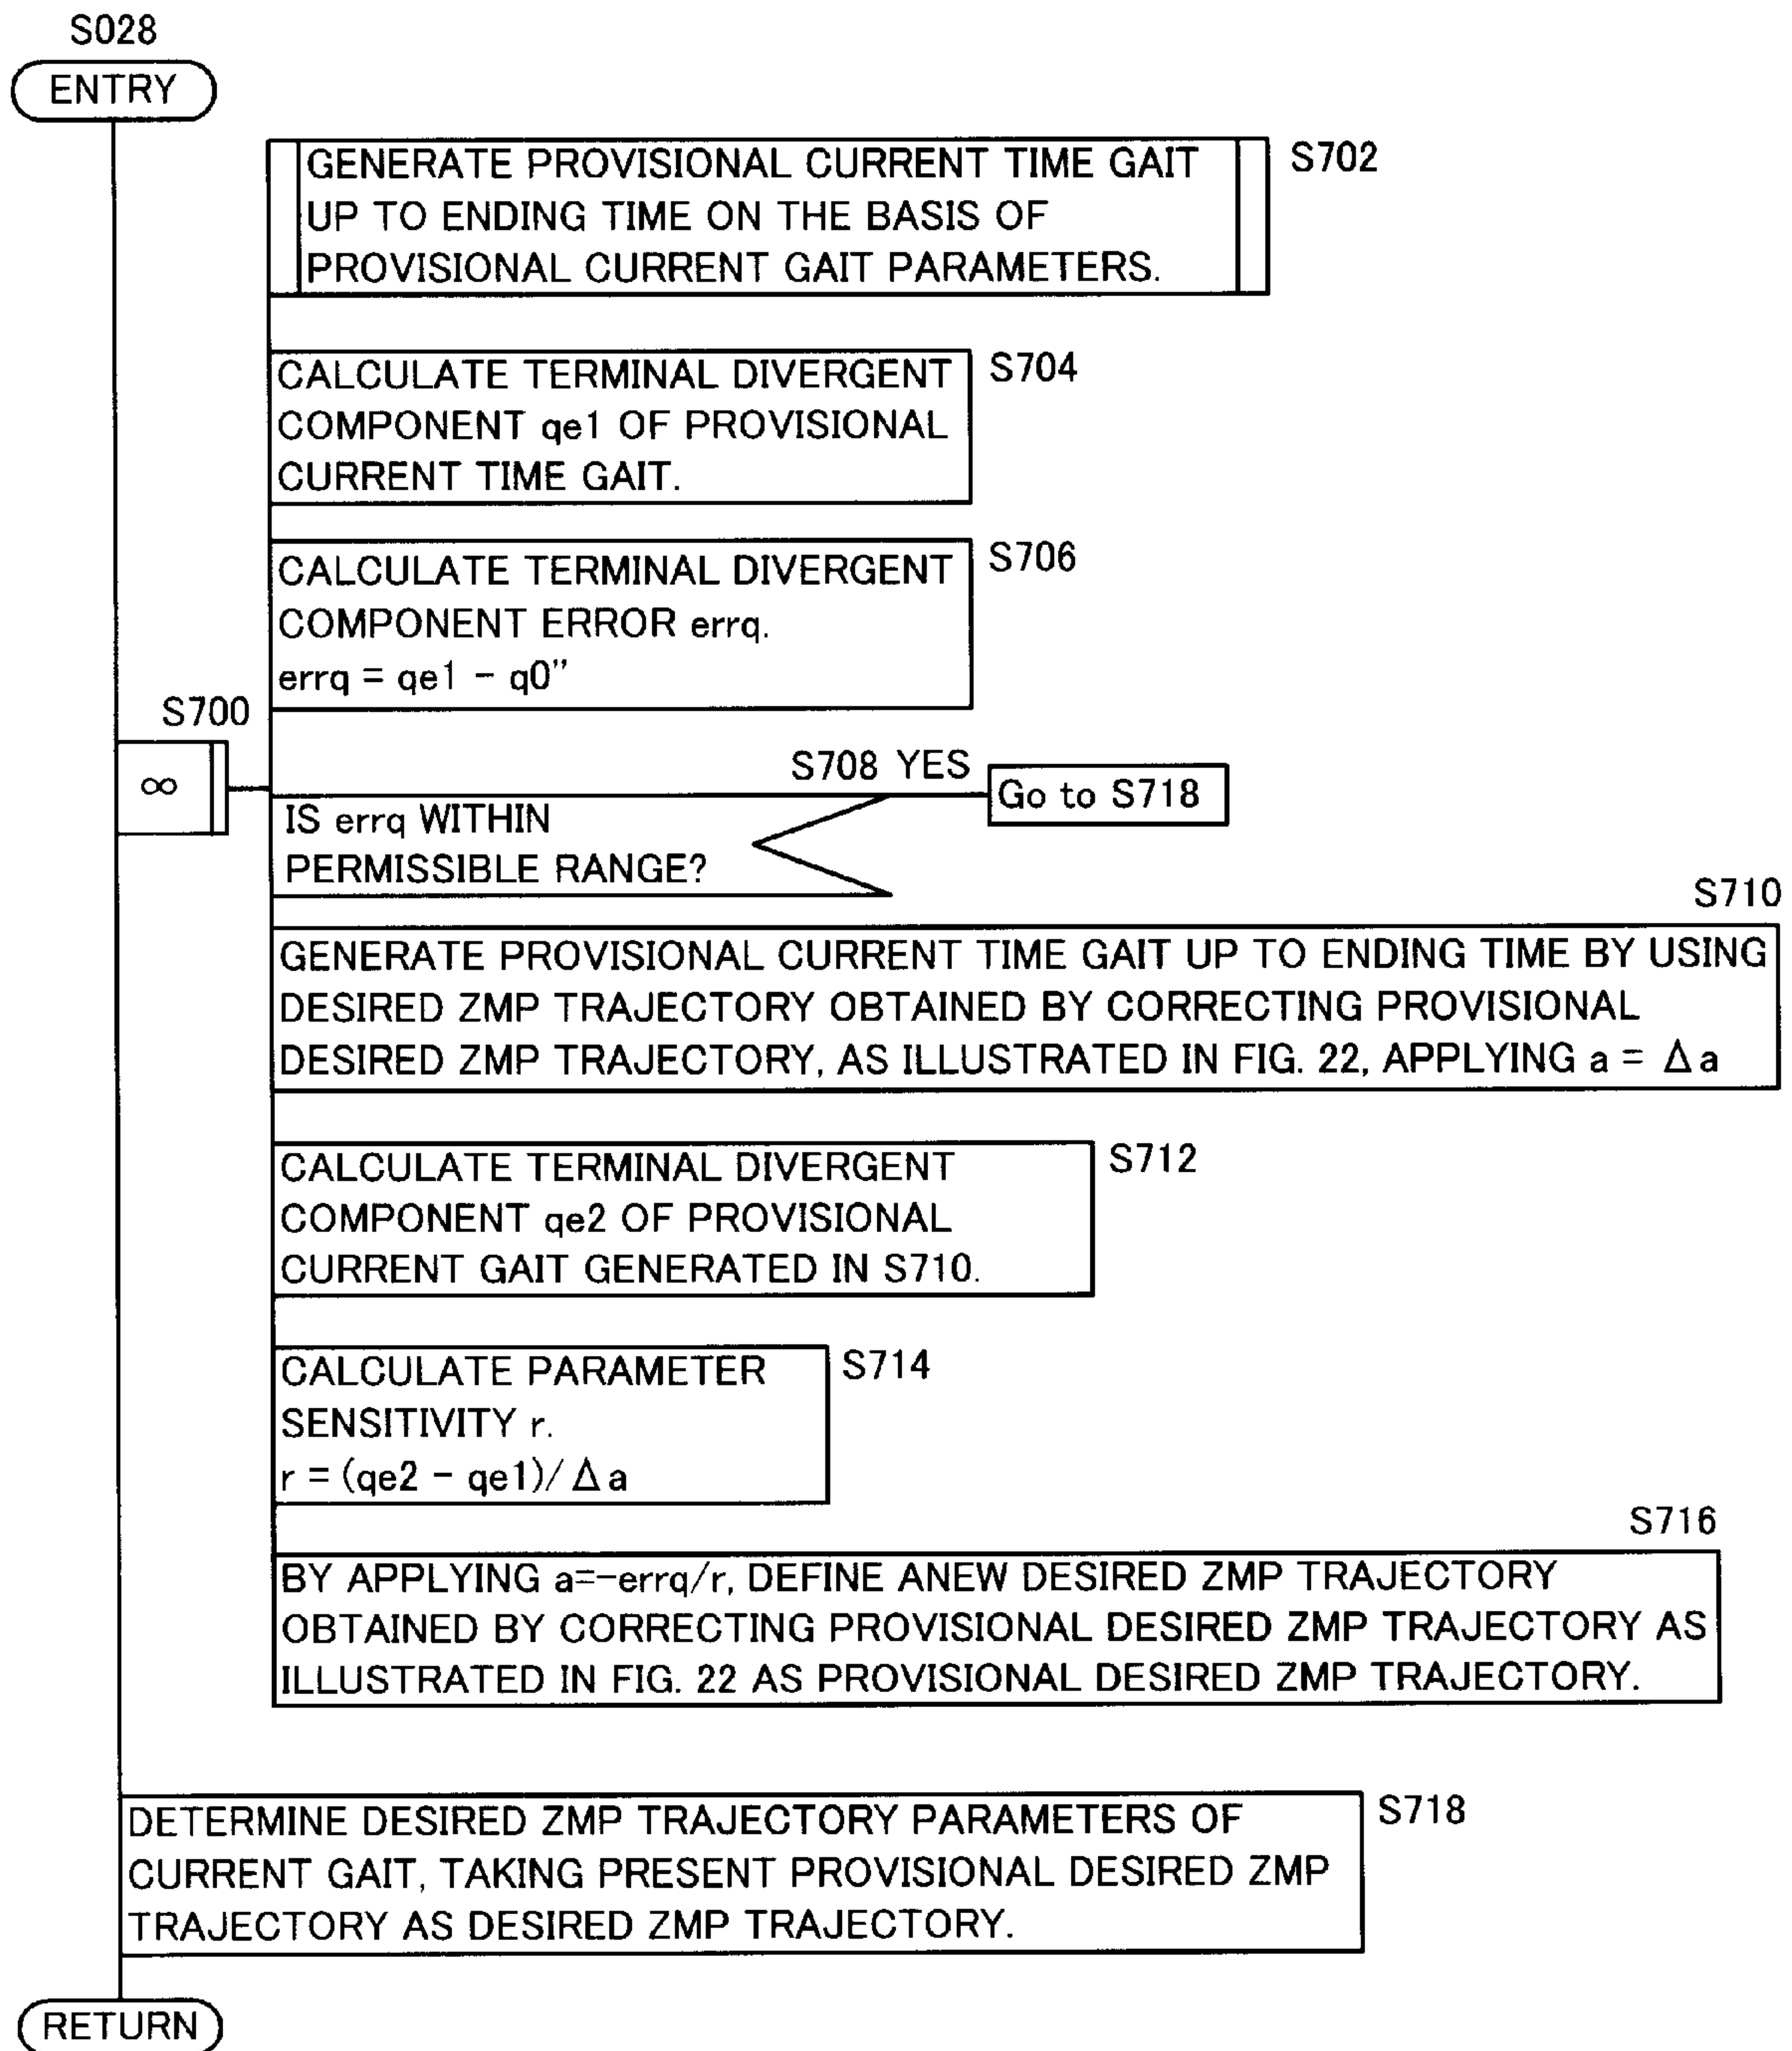 S028
ENTRY
GENERATE PROVISIONAL CURRENT TIME GAIT
UP TO ENDING TIME ON THE BASIS OF
PROVISIONAL CURRENT GAIT PARAMETERS.
S702
CALCULATE TERMINAL DIVERGENT
COMPONENT qe1 OF PROVISIONAL
CURRENT TIME GAIT.
S704
CALCULATE TERMINAL DIVERGENT
COMPONENT ERROR errq.
errq = qe1 - q0"
S706
S700
∞
S708 YES
Go to S718
IS errq WITHIN
PERMISSIBLE RANGE?
S710
GENERATE PROVISIONAL CURRENT TIME GAIT UP TO ENDING TIME BY USING
DESIRED ZMP TRAJECTORY OBTAINED BY CORRECTING PROVISIONAL
DESIRED ZMP TRAJECTORY, AS ILLUSTRATED IN FIG. 22, APPLYING a = Δa
CALCULATE TERMINAL DIVERGENT
COMPONENT qe2 OF PROVISIONAL
CURRENT GAIT GENERATED IN S710.
S712
CALCULATE PARAMETER
SENSITIVITY r.
r = (qe2 - qe1)/Δa
S714
S716
BY APPLYING a=-errq/r, DEFINE ANEW DESIRED ZMP TRAJECTORY
OBTAINED BY CORRECTING PROVISIONAL DESIRED ZMP TRAJECTORY AS
ILLUSTRATED IN FIG. 22 AS PROVISIONAL DESIRED ZMP TRAJECTORY.
DETERMINE DESIRED ZMP TRAJECTORY PARAMETERS OF
CURRENT GAIT, TAKING PRESENT PROVISIONAL DESIRED ZMP
TRAJECTORY AS DESIRED ZMP TRAJECTORY.
S718
RETURN